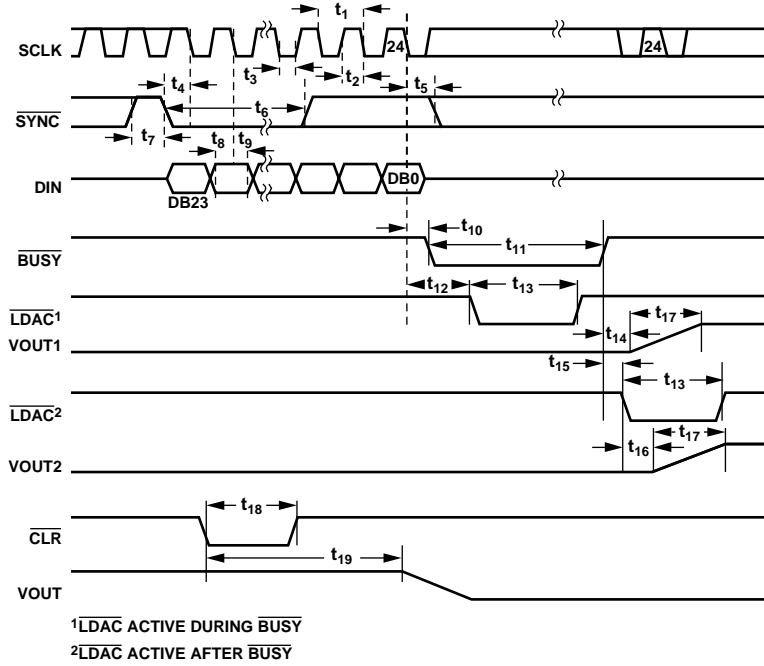 t1
SCLK
24
24
t3
t2
t4
t5
t6
SYNC
t7
t8
t9
DIN
DB23
DB0
t10
t11
BUSY
t12
t13
LDAC1
t17
t14
VOUT1
t15
t13
LDAC2
t17
t16
VOUT2
t18
CLR
t19
VOUT
1LDAC ACTIVE DURING BUSY
2LDAC ACTIVE AFTER BUSY